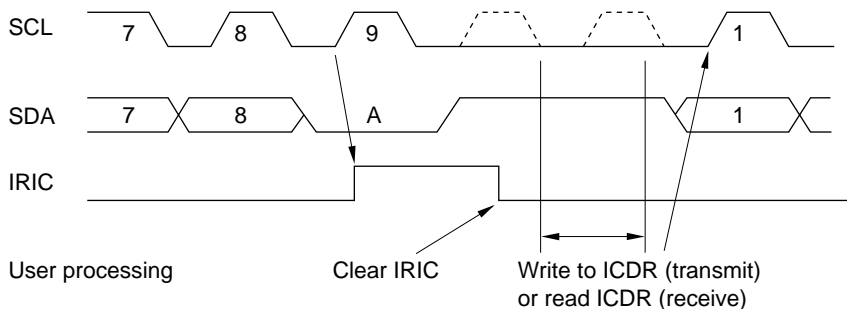 SCL 7 8 9 1
SDA 7 8 A 1
IRIC
User processing Clear IRIC Write to ICDR (transmit)
or read ICDR (receive)